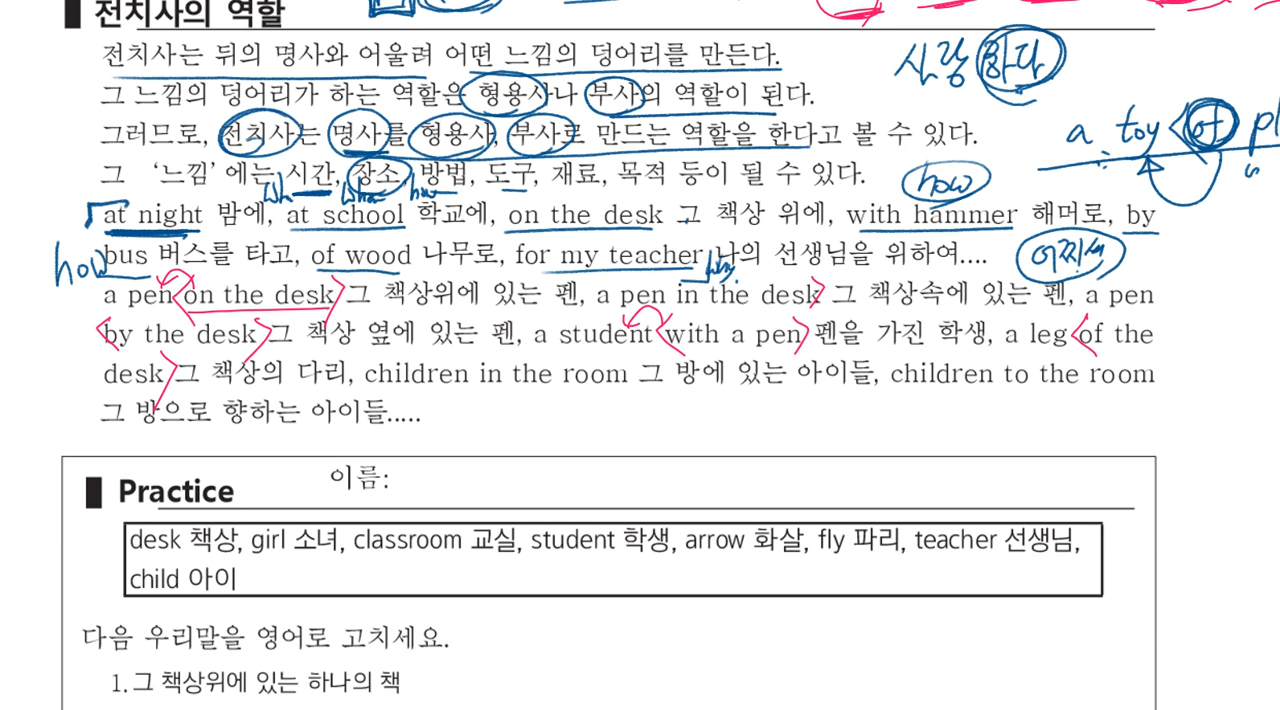 전치사의 역할
전치사는 뒤의 명사와 어울려 어떤 느낌의 덩어리를 만든다.
사랑하다
그 느낌의 덩어리가 하는 역할은 형용사나 부사의 역할이 된다.
그러므로, 전치사는 명사를 형용사, 부사로 만드는 역할을 한다고 볼 수 있다.
a toy of pl
그 ‘느낌’에는 시간, 장소, 방법, 도구, 재료, 목적 등이 될 수 있다.
how
how
at night 밤에, at school 학교에, on the desk 그 책상 위에, with hammer 해머로, by
how
bus 버스를 타고, of wood 나무로, for my teacher 나의 선생님을 위하여....
a pen on the desk 그 책상위에 있는 펜, a pen in the desk 그 책상속에 있는 펜, a pen
by the desk 그 책상 옆에 있는 펜, a student with a pen 펜을 가진 학생, a leg of the
desk 그 책상의 다리, children in the room 그 방에 있는 아이들, children to the room
그 방으로 향하는 아이들.....
Practice
이름:
desk 책상, girl 소녀, classroom 교실, student 학생, arrow 화살, fly 파리, teacher 선생님,
child 아이
다음 우리말을 영어로 고치세요.
1. 그 책상위에 있는 하나의 책